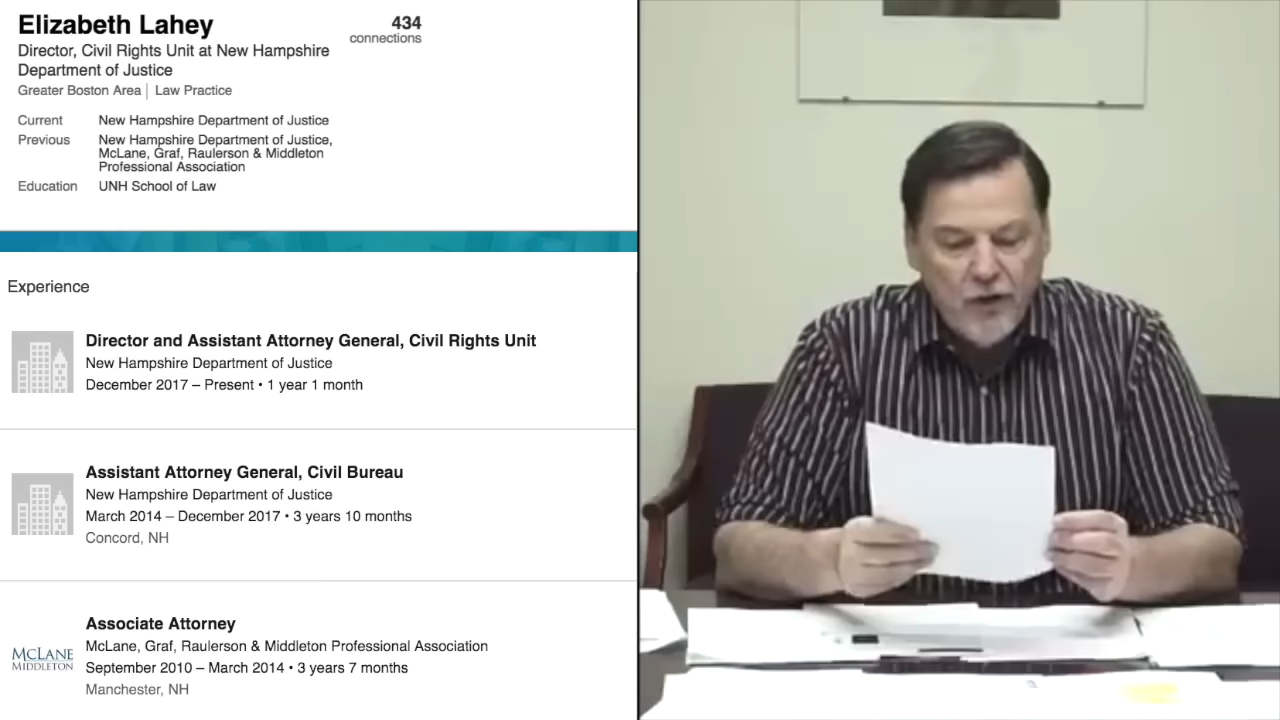 Elizabeth Lahey
434
connections
Director, Civil Rights Unit at New Hampshire
Department of Justice
Greater Boston Area | Law Practice
Current New Hampshire Department of Justice
Previous New Hampshire Department of Justice,
McLane, Graf, Raulerson & Middleton
Professional Association
Education UNH School of Law
Experience
Director and Assistant Attorney General, Civil Rights Unit
New Hampshire Department of Justice
December 2017 – Present • 1 year 1 month
Assistant Attorney General, Civil Bureau
New Hampshire Department of Justice
March 2014 – December 2017 • 3 years 10 months
Concord, NH
Associate Attorney
McLane, Graf, Raulerson & Middleton Professional Association
September 2010 – March 2014 • 3 years 7 months
Manchester, NH
McLANE
MIDDLETON